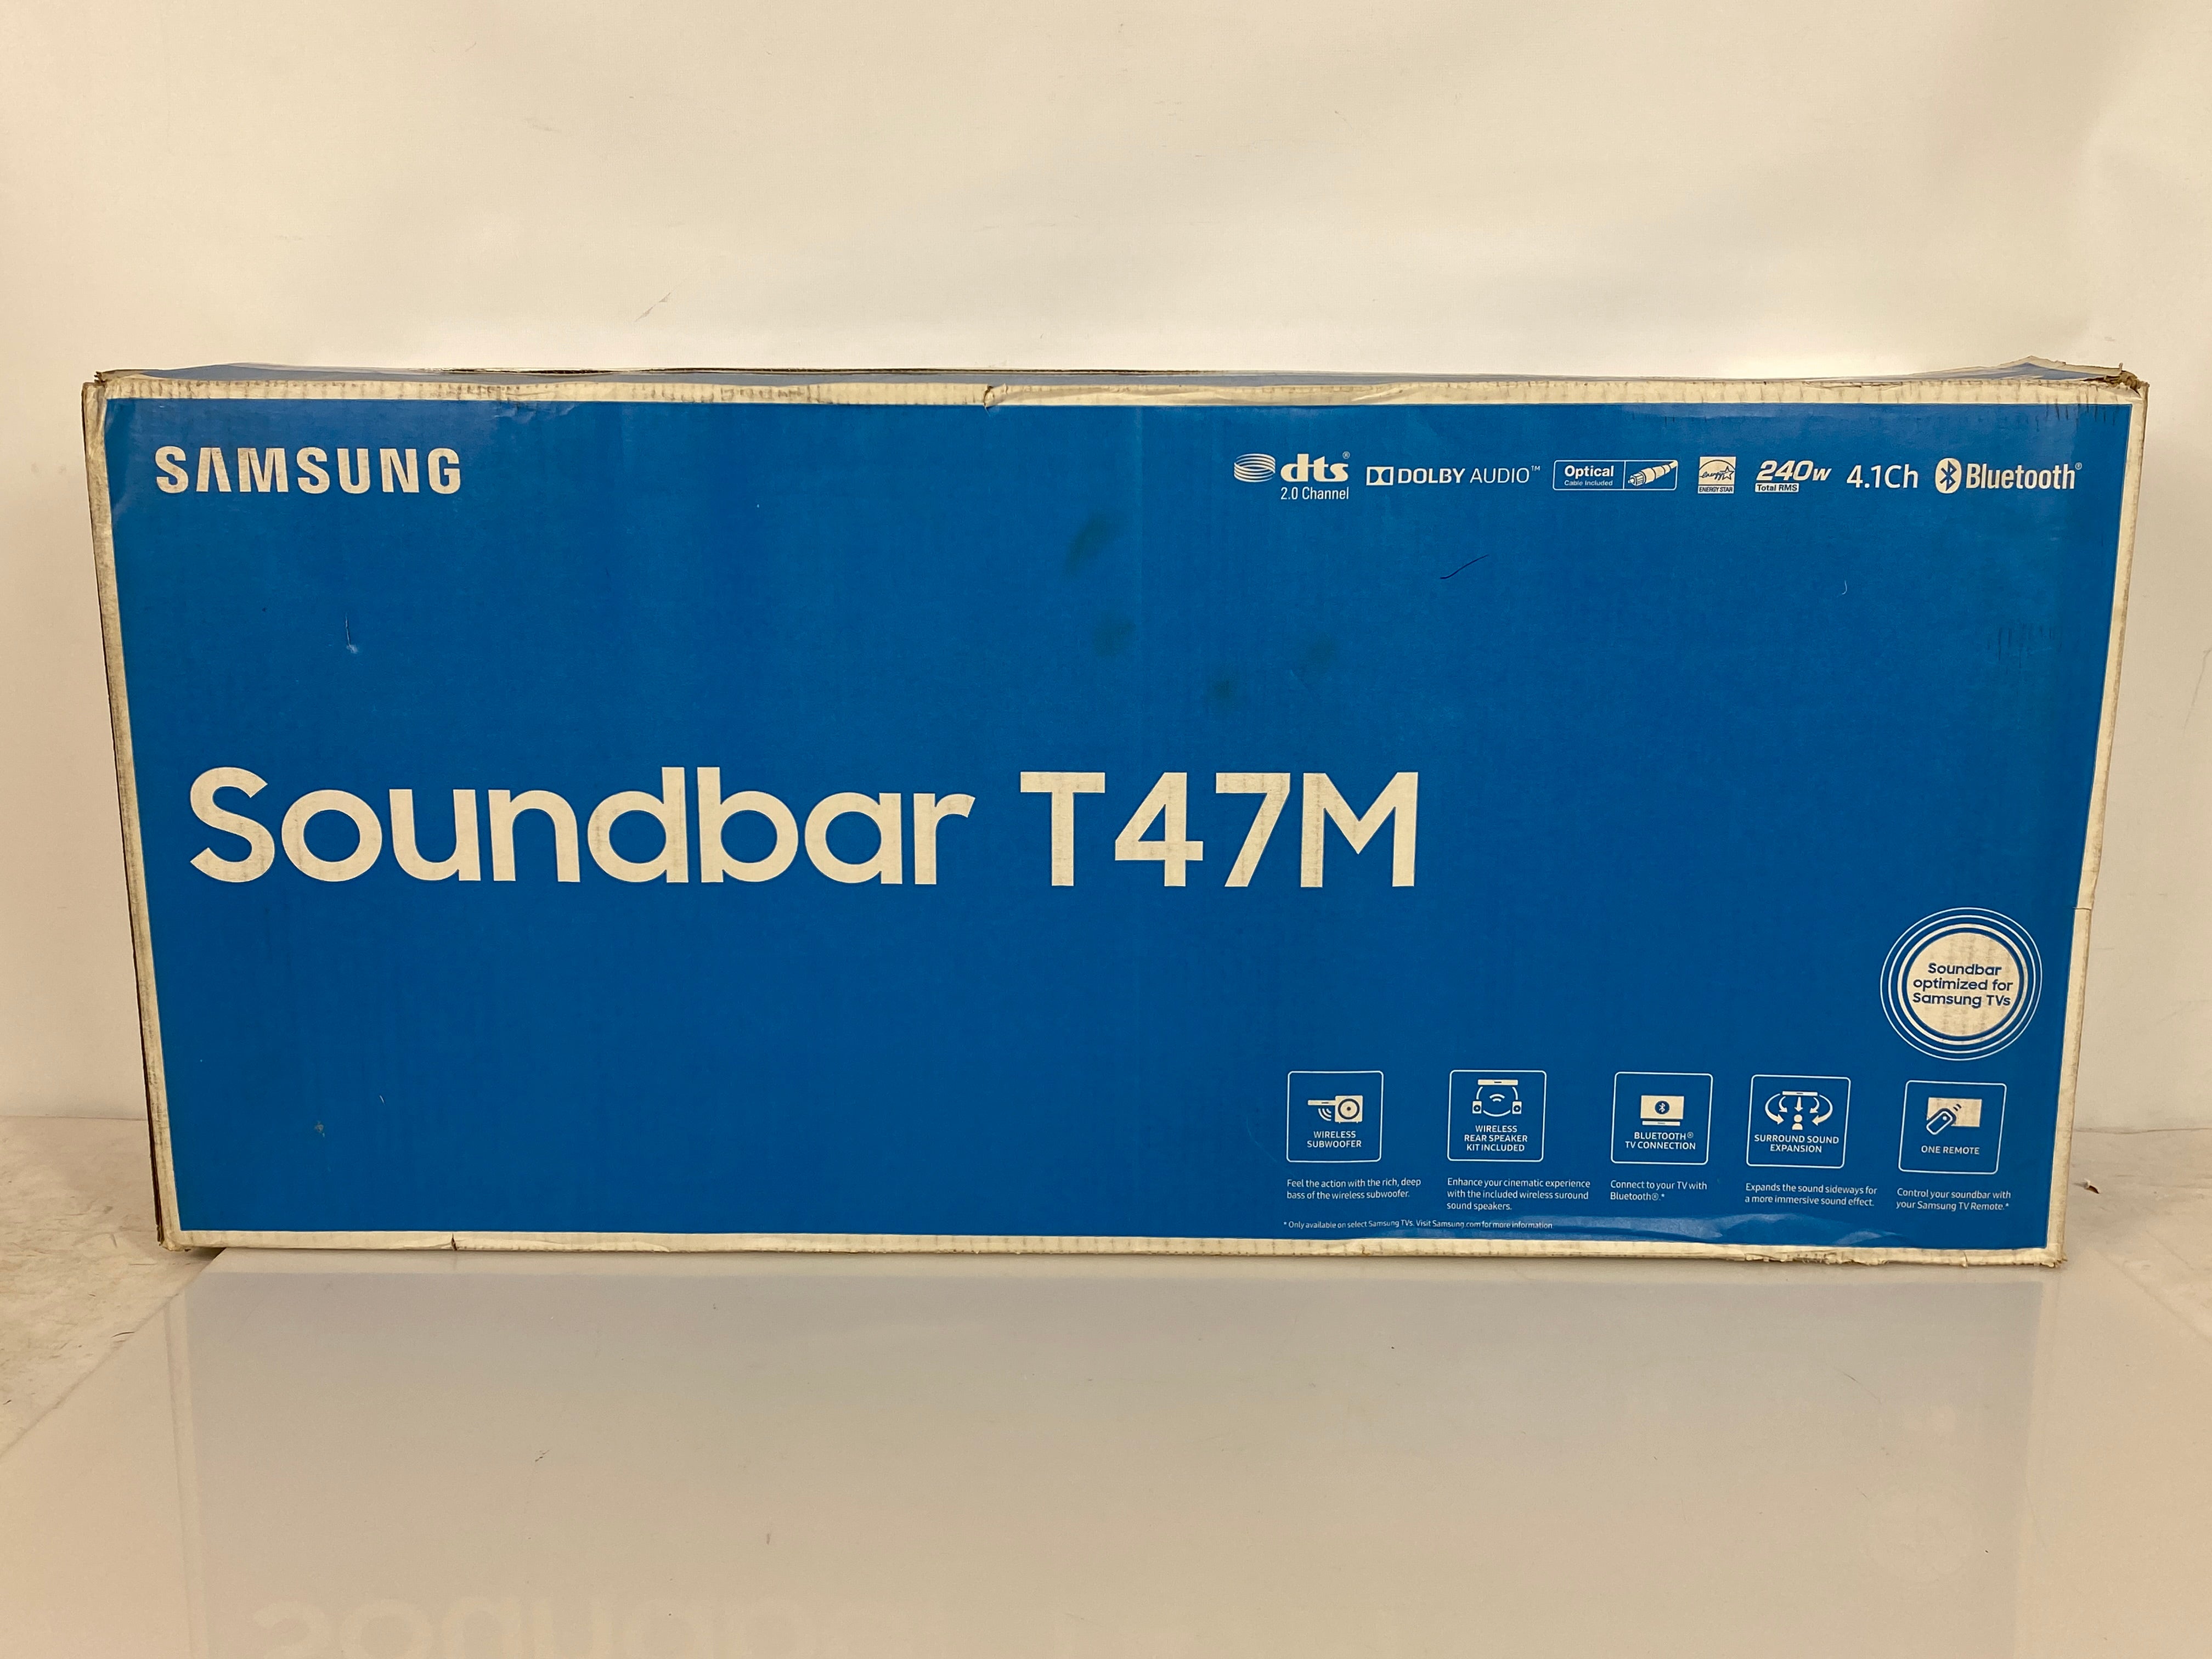 SAMSUNG
dts®
2.0 Channel
DOLBY AUDIO™
Optical
Cable Included
energy
ENERGY STAR
240W
Total RMS
4.1Ch
Bluetooth®
Soundbar T47M
Soundbar
optimized for
Samsung TVs
WIRELESS
SUBWOOFER
Feel the action with the rich, deep
bass of the wireless subwoofer.
WIRELESS
REAR SPEAKER
KIT INCLUDED
Enhance your cinematic experience
with the included wireless suround
sound speakers.
BLUETOOTH®
TV CONNECTION
Connect to your TV with
Bluetooth®.*
SURROUND SOUND
EXPANSION
Expands the sound sideways for
a more immersive sound effect.
ONE REMOTE
Control your soundbar with
your Samsung TV Remote.*
* Only available on select Samsung TVs. Visit Samsung.com for more information